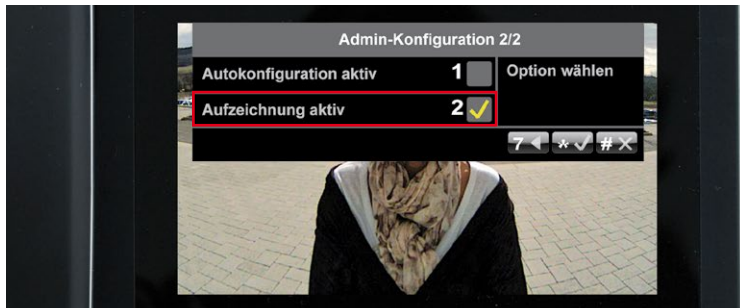 Admin-Konfiguration 2/2
Autokonfiguration aktiv 1 Option wählen
Aufzeichnung aktiv 2
7 * #